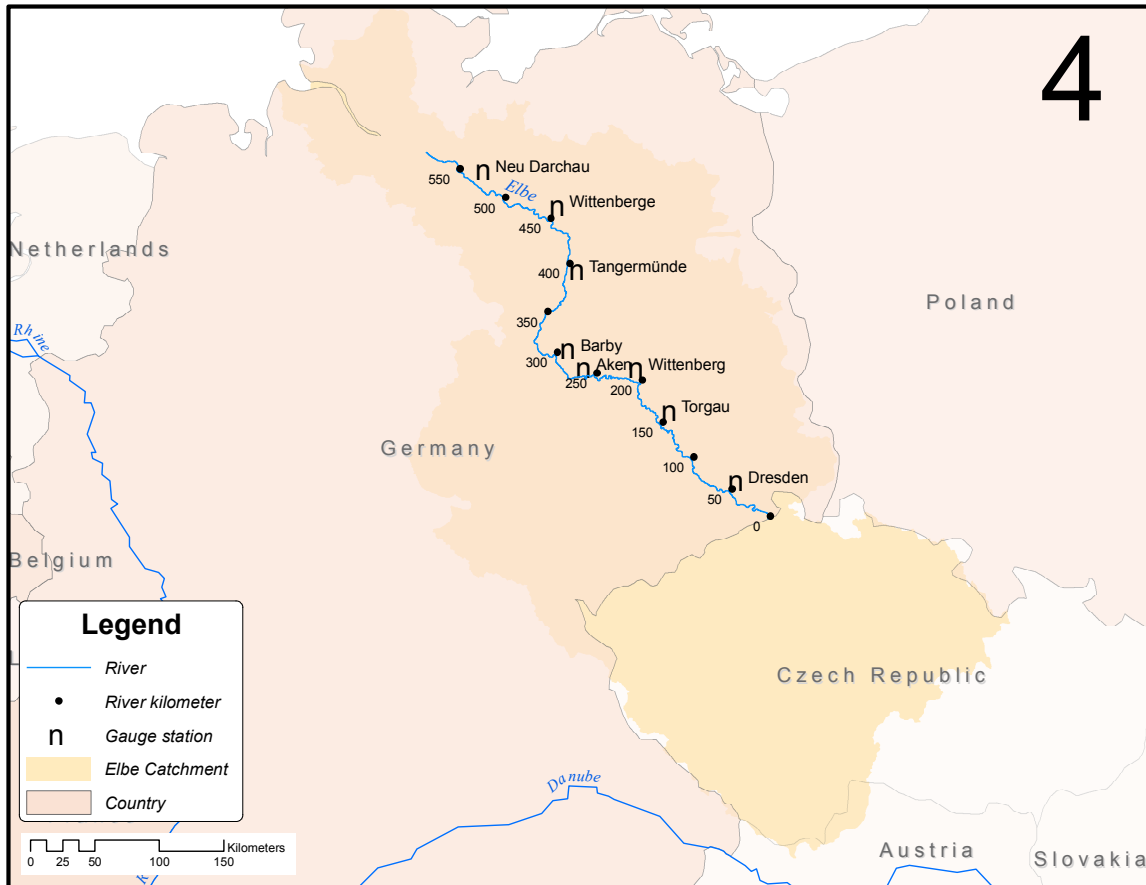 4
Neu Darchau
n
550
Elbe
500
n
Wittenberge
450
Netherlands
400
n
Tangermünde
Poland
350
Rhine
n
Barby
300
n
Aken
n
Wittenberg
250
200
n
Torgau
150
Germany
100
n
Dresden
50
0
Belgium
Legend
River
River kilometer
n
Gauge station
Elbe Catchment
Country
Czech Republic
Danube
Kilometers
0 25 50 100 150
Austria
Slovakia